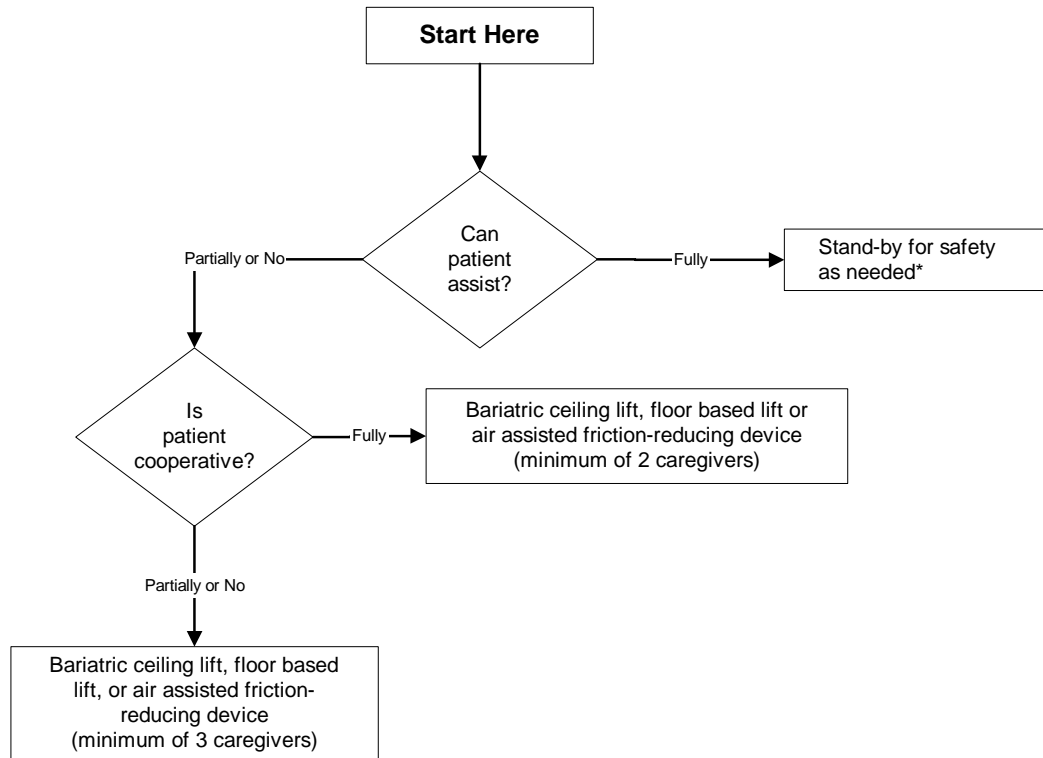 Start Here
Can
patient
assist?
Partially or No
Fully
Stand-by for safety
as needed*
Is
patient
cooperative?
Fully
Bariatric ceiling lift, floor based lift or
air assisted friction-reducing device
(minimum of 2 caregivers)
Partially or No
Bariatric ceiling lift, floor based
lift, or air assisted friction-
reducing device
(minimum of 3 caregivers)